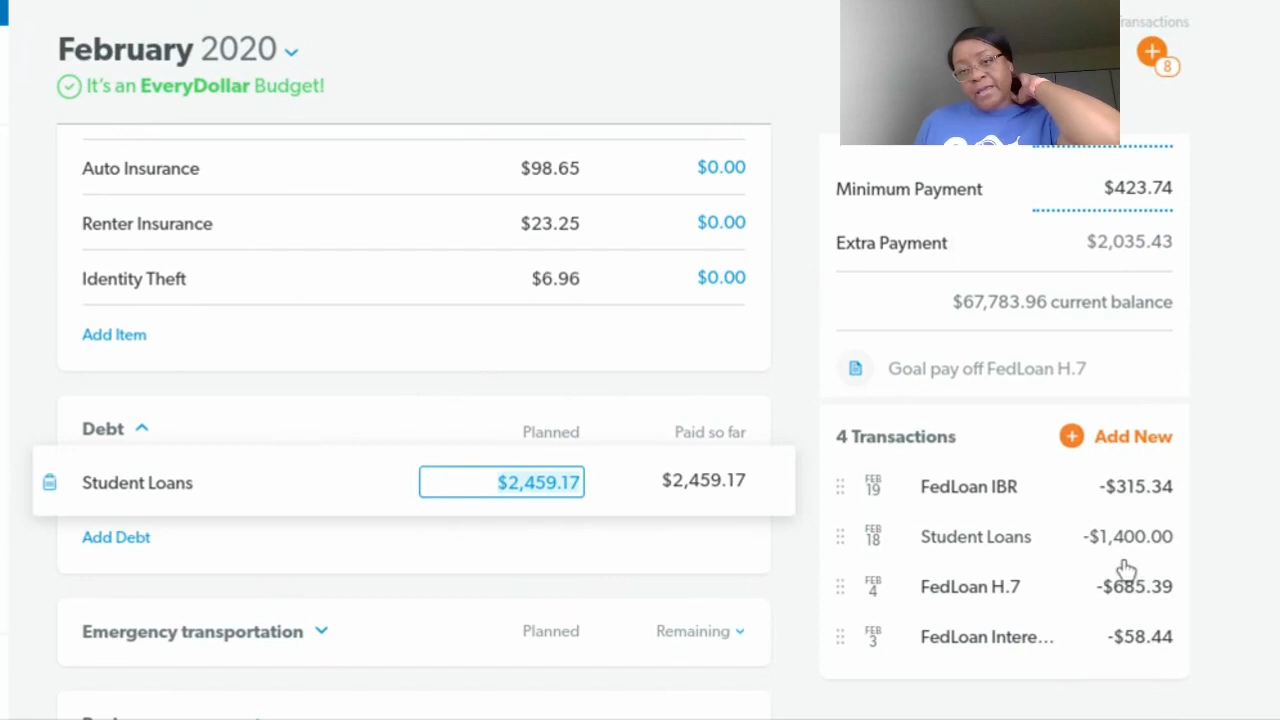 February 2020
It's an EveryDollar Budget!
ransactions
8
Auto Insurance $98.65 $0.00
Renter Insurance $23.25 $0.00
Identity Theft $6.96 $0.00
Add Item
Debt Planned Paid so far
Student Loans $2,459.17 $2,459.17
Add Debt
Emergency transportation Planned Remaining
Minimum Payment $423.74
Extra Payment $2,035.43
$67,783.96 current balance
Goal pay off FedLoan H.7
4 Transactions Add New
FEB 19 FedLoan IBR -$315.34
FEB 18 Student Loans -$1,400.00
FEB 4 FedLoan H.7 -$685.39
FEB 3 FedLoan Intere... -$58.44